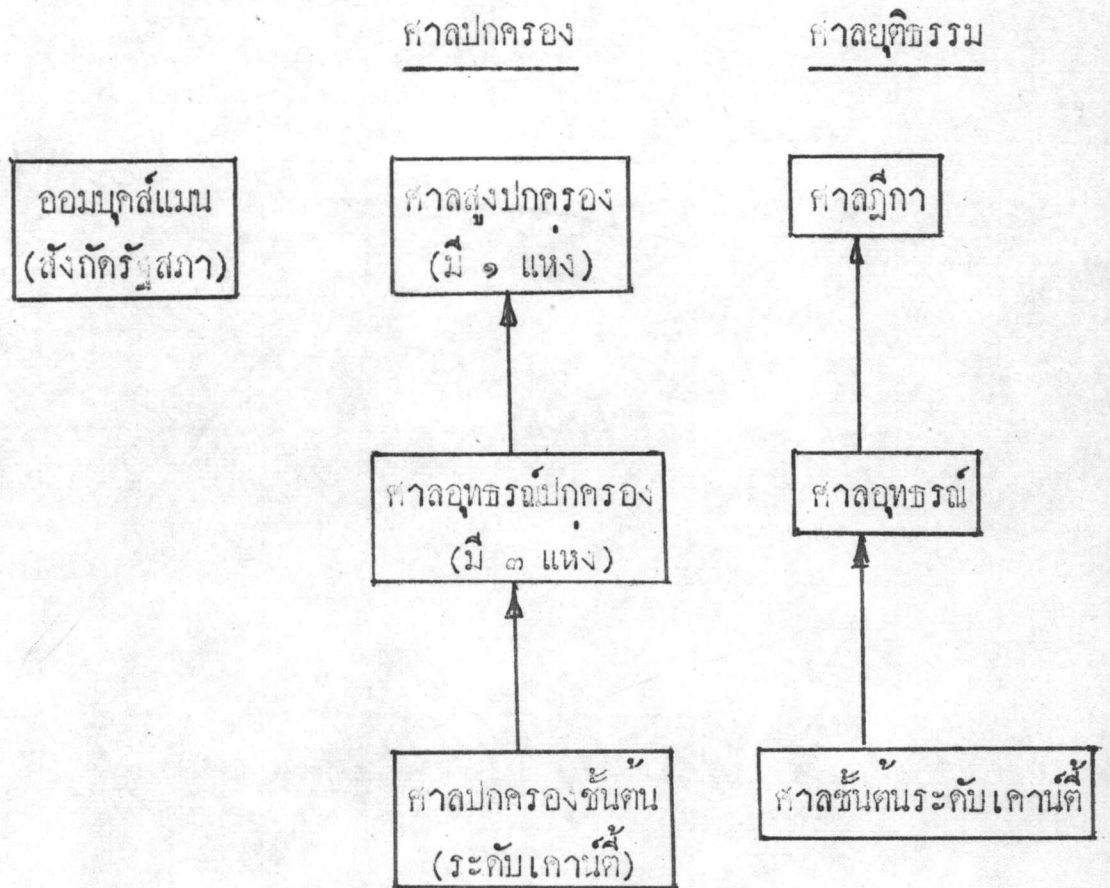 ศาลปกครอง
ศาลยุติธรรม
ออมบุดส์แมน
(สังกัดรัฐสภา)
ศาลสูงปกครอง
(มี ๑ แห่ง)
ศาลฎีกา
ศาลอุทธรณ์ปกครอง
(มี ๓ แห่ง)
ศาลอุทธรณ์
ศาลปกครองชั้นต้น
(ระดับเคาน์ตี้)
ศาลชั้นต้นระดับเคาน์ตี้